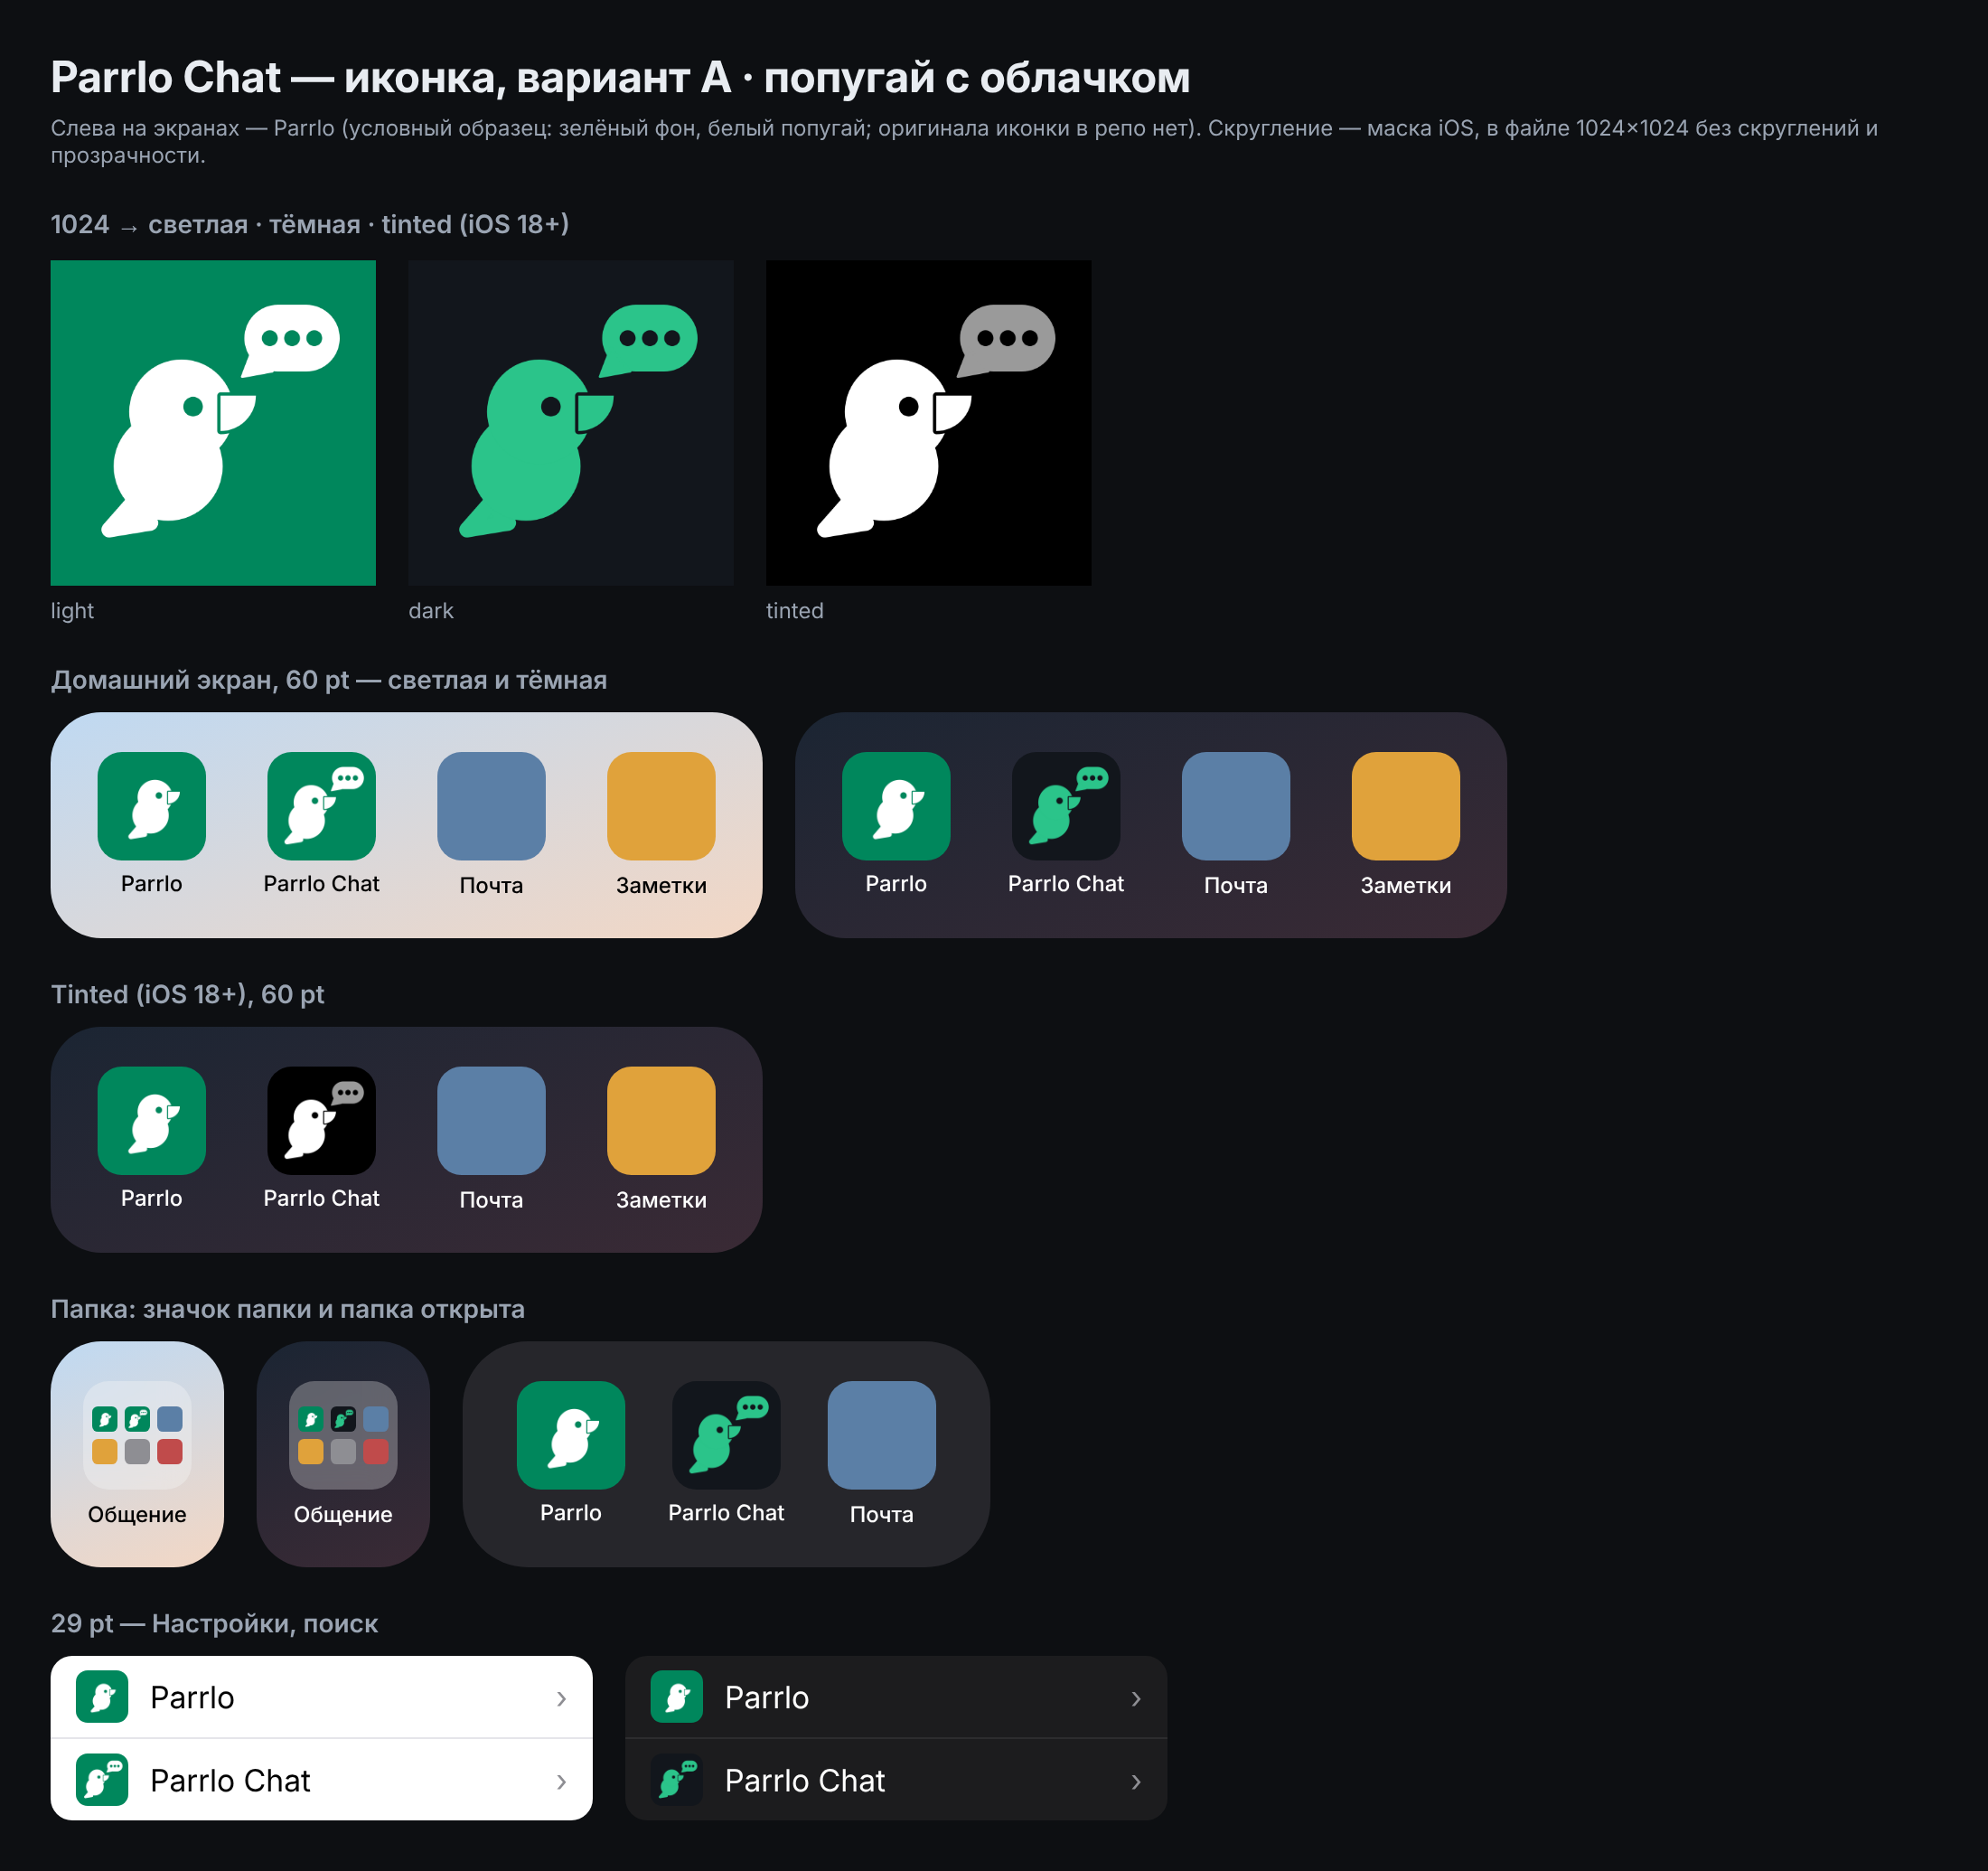 Parrlo Chat — иконка, вариант A · попугай с облачком
Слева на экранах — Parrlo (условный образец: зелёный фон, белый попугай; оригинала иконки в репо нет). Скругление — маска iOS, в файле 1024×1024 без скруглений и
прозрачности.
1024 → светлая · тёмная · tinted (iOS 18+)
light
dark
tinted
Домашний экран, 60 pt — светлая и тёмная
Parrlo
Parrlo Chat
Почта
Заметки
Parrlo
Parrlo Chat
Почта
Заметки
Tinted (iOS 18+), 60 pt
Parrlo
Parrlo Chat
Почта
Заметки
Папка: значок папки и папка открыта
Общение
Общение
Parrlo
Parrlo Chat
Почта
29 pt — Настройки, поиск
Parrlo ›
Parrlo Chat ›
Parrlo ›
Parrlo Chat ›